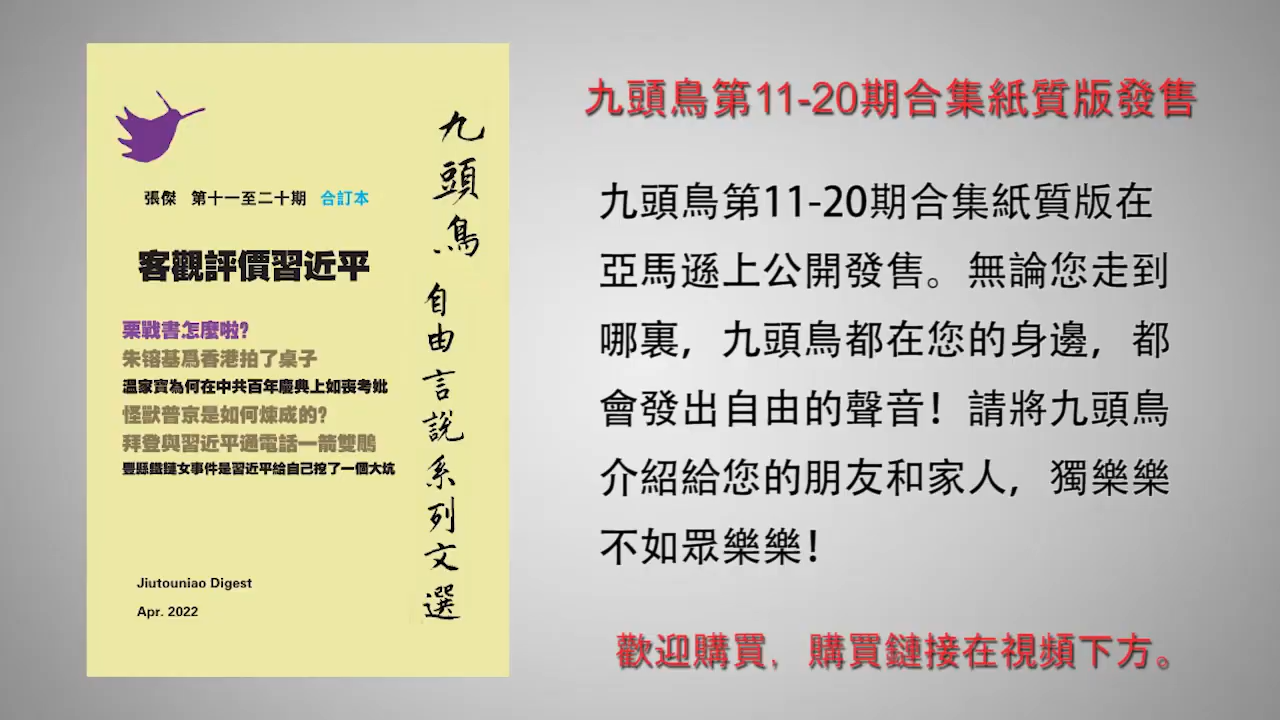 九頭鳥
自由言說系列文選
張傑 第十一至二十期 合訂本
客觀評價習近平
栗戰書怎麼啦?
朱镕基爲香港拍了桌子
溫家寶為何在中共百年慶典上如喪考妣
怪獸普京是如何煉成的?
拜登與習近平通電話一箭雙鵰
豐縣鐵鏈女事件是習近平給自己挖了一個大坑
Jiutouniao Digest
Apr. 2022
九頭鳥第11-20期合集紙質版發售
九頭鳥第11-20期合集紙質版在
亞馬遜上公開發售。無論您走到
哪裏，九頭鳥都在您的身邊，都
會發出自由的聲音！請將九頭鳥
介紹給您的朋友和家人，獨樂樂
不如眾樂樂！
歡迎購買，購買鏈接在視頻下方。